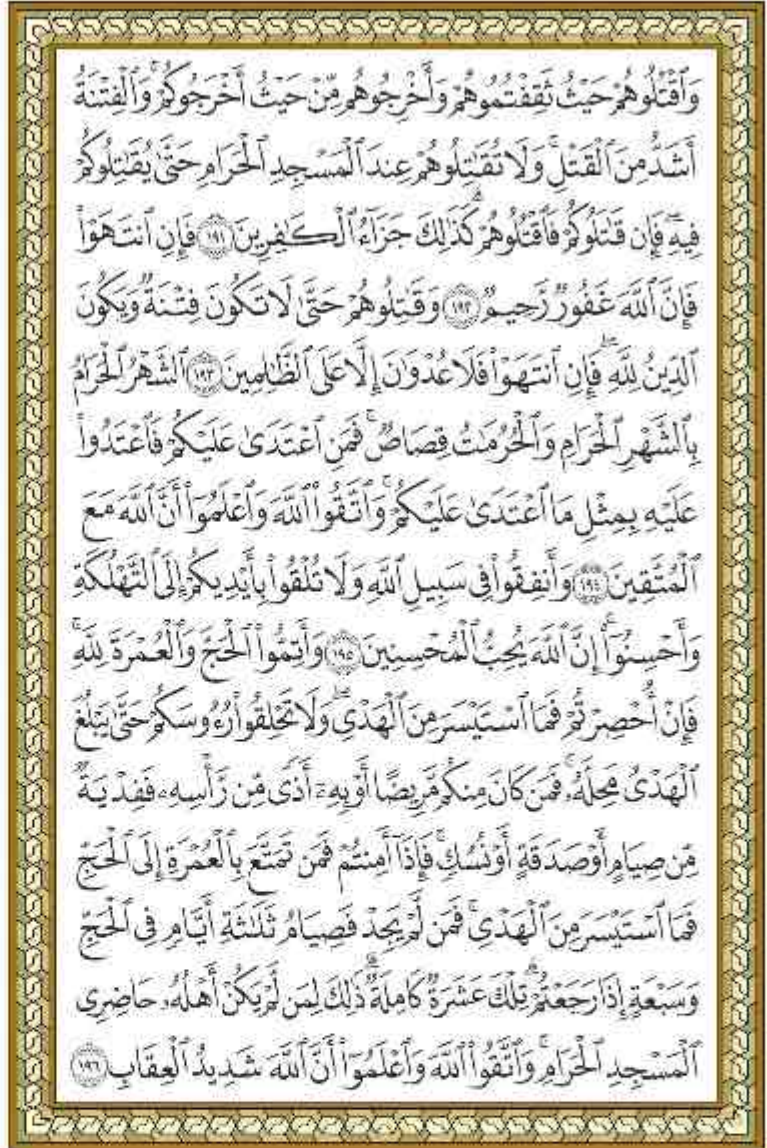 وَٱقْتُلُوهُمْ حَيْثُ ثَقِفْتُمُوهُمْ وَأَخْرِجُوهُم مِّنْ حَيْثُ أَخْرَجُوكُمْ ۚ وَٱلْفِتْنَةُ
أَشَدُّ مِنَ ٱلْقَتْلِ ۚ وَلَا تُقَٰتِلُوهُمْ عِندَ ٱلْمَسْجِدِ ٱلْحَرَامِ حَتَّىٰ يُقَٰتِلُوكُمْ
فِيهِ ۖ فَإِن قَٰتَلُوكُمْ فَٱقْتُلُوهُمْ ۗ كَذَٰلِكَ جَزَآءُ ٱلْكَٰفِرِينَ ١٩١ فَإِنِ ٱنتَهَوْا۟
فَإِنَّ ٱللَّهَ غَفُورٌ رَّحِيمٌ ١٩٢ وَقَٰتِلُوهُمْ حَتَّىٰ لَا تَكُونَ فِتْنَةٌ وَيَكُونَ
ٱلدِّينُ لِلَّهِ ۖ فَإِنِ ٱنتَهَوْا۟ فَلَا عُدْوَٰنَ إِلَّا عَلَى ٱلظَّٰلِمِينَ ١٩٣ ٱلشَّهْرُ ٱلْحَرَامُ
بِٱلشَّهْرِ ٱلْحَرَامِ وَٱلْحُرُمَٰتُ قِصَاصٌ ۚ فَمَنِ ٱعْتَدَىٰ عَلَيْكُمْ فَٱعْتَدُوا۟
عَلَيْهِ بِمِثْلِ مَا ٱعْتَدَىٰ عَلَيْكُمْ ۚ وَٱتَّقُوا۟ ٱللَّهَ وَٱعْلَمُوٓا۟ أَنَّ ٱللَّهَ مَعَ
ٱلْمُتَّقِينَ ١٩٤ وَأَنفِقُوا۟ فِى سَبِيلِ ٱللَّهِ وَلَا تُلْقُوا۟ بِأَيْدِيكُمْ إِلَى ٱلتَّهْلُكَةِ
وَأَحْسِنُوٓا۟ ۛ إِنَّ ٱللَّهَ يُحِبُّ ٱلْمُحْسِنِينَ ١٩٥ وَأَتِمُّوا۟ ٱلْحَجَّ وَٱلْعُمْرَةَ لِلَّهِ ۚ
فَإِنْ أُحْصِرْتُمْ فَمَا ٱسْتَيْسَرَ مِنَ ٱلْهَدْىِ ۖ وَلَا تَحْلِقُوا۟ رُءُوسَكُمْ حَتَّىٰ يَبْلُغَ
ٱلْهَدْىُ مَحِلَّهُۥ ۚ فَمَن كَانَ مِنكُم مَّرِيضًا أَوْ بِهِۦٓ أَذًى مِّن رَّأْسِهِۦ فَفِدْيَةٌ
مِّن صِيَامٍ أَوْ صَدَقَةٍ أَوْ نُسُكٍ ۚ فَإِذَآ أَمِنتُمْ فَمَن تَمَتَّعَ بِٱلْعُمْرَةِ إِلَى ٱلْحَجِّ
فَمَا ٱسْتَيْسَرَ مِنَ ٱلْهَدْىِ ۚ فَمَن لَّمْ يَجِدْ فَصِيَامُ ثَلَٰثَةِ أَيَّامٍ فِى ٱلْحَجِّ
وَسَبْعَةٍ إِذَا رَجَعْتُمْ ۗ تِلْكَ عَشَرَةٌ كَامِلَةٌ ۗ ذَٰلِكَ لِمَن لَّمْ يَكُنْ أَهْلُهُۥ حَاضِرِى
ٱلْمَسْجِدِ ٱلْحَرَامِ ۚ وَٱتَّقُوا۟ ٱللَّهَ وَٱعْلَمُوٓا۟ أَنَّ ٱللَّهَ شَدِيدُ ٱلْعِقَابِ ١٩٦